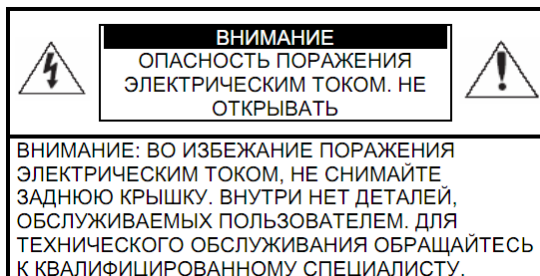 ВНИМАНИЕ
ОПАСНОСТЬ ПОРАЖЕНИЯ
ЭЛЕКТРИЧЕСКИМ ТОКОМ. НЕ
ОТКРЫВАТЬ
ВНИМАНИЕ: ВО ИЗБЕЖАНИЕ ПОРАЖЕНИЯ
ЭЛЕКТРИЧЕСКИМ ТОКОМ, НЕ СНИМАЙТЕ
ЗАДНЮЮ КРЫШКУ. ВНУТРИ НЕТ ДЕТАЛЕЙ,
ОБСЛУЖИВАЕМЫХ ПОЛЬЗОВАТЕЛЕМ. ДЛЯ
ТЕХНИЧЕСКОГО ОБСЛУЖИВАНИЯ ОБРАЩАЙТЕСЬ
К КВАЛИФИЦИРОВАННОМУ СПЕЦИАЛИСТУ.